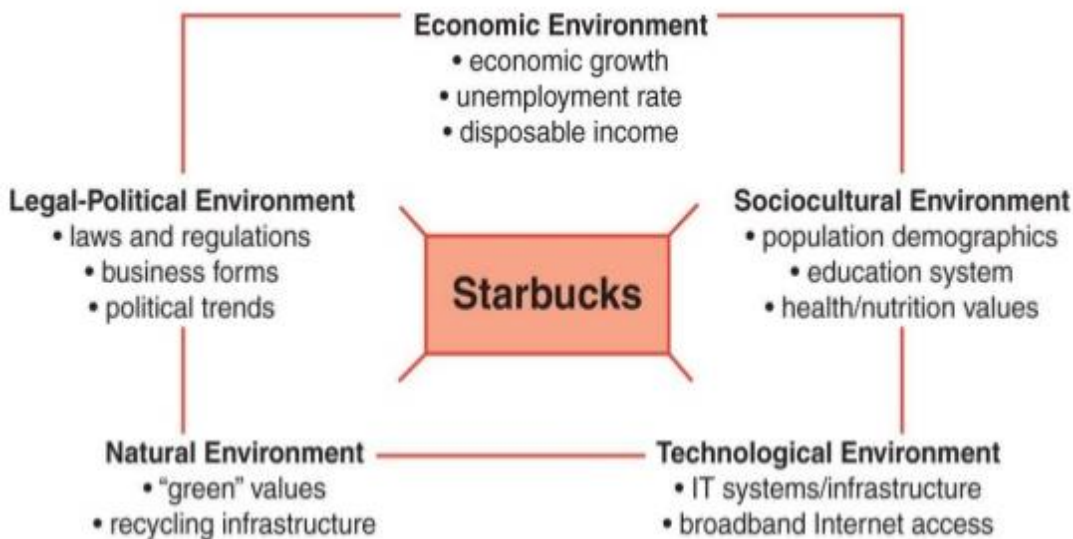 Economic Environment
• economic growth
• unemployment rate
• disposable income
Legal-Political Environment
• laws and regulations
• business forms
• political trends
Starbucks
Sociocultural Environment
• population demographics
• education system
• health/nutrition values
Natural Environment
• “green” values
• recycling infrastructure
Technological Environment
• IT systems/infrastructure
• broadband Internet access